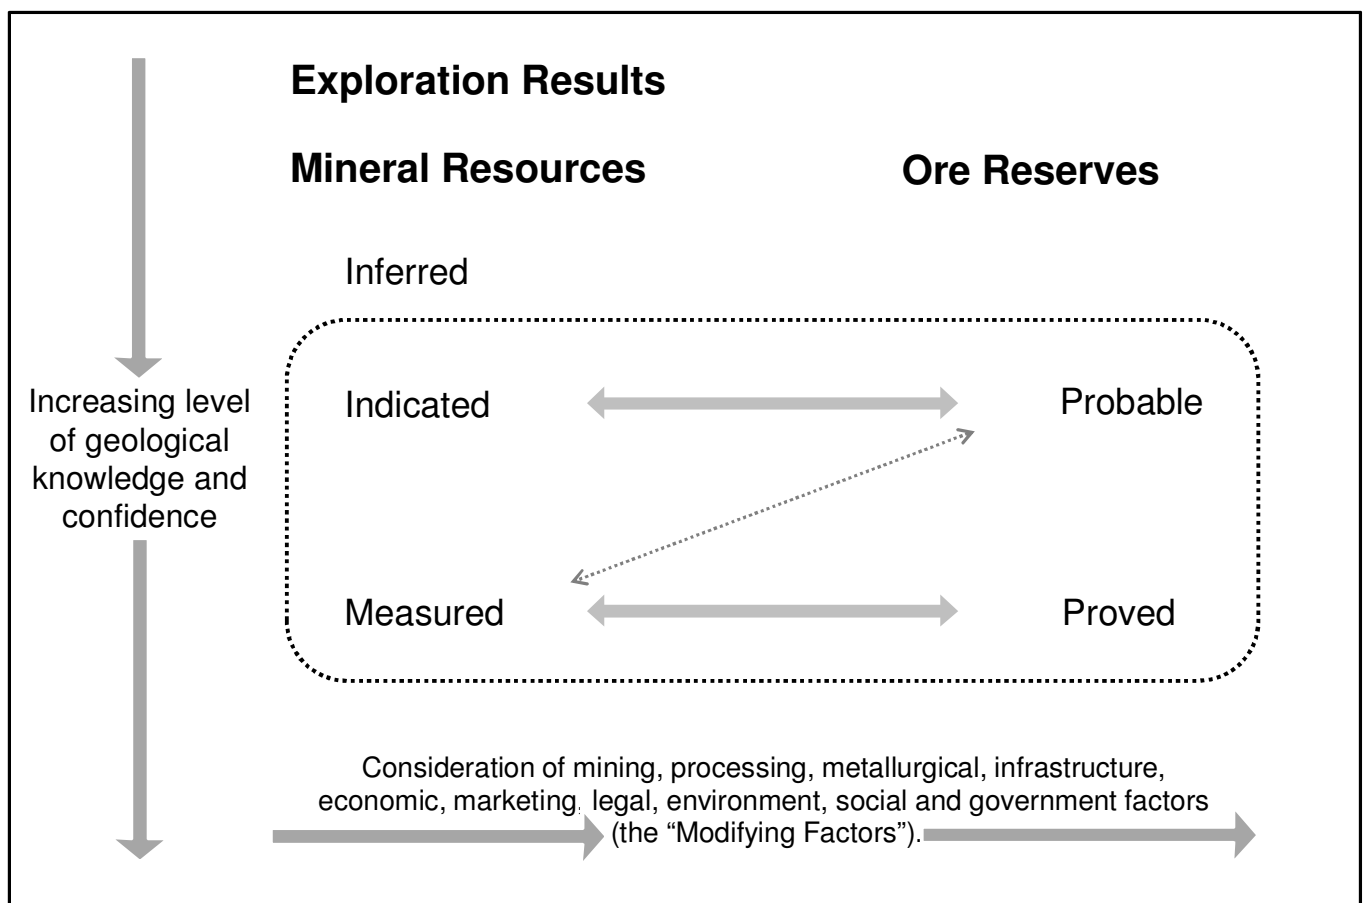 Exploration Results
Mineral Resources
Ore Reserves
Inferred
Indicated
Probable
Increasing level
of geological
knowledge and
confidence
Measured
Proved
Consideration of mining, processing, metallurgical, infrastructure,
economic, marketing, legal, environment, social and government factors
(the “Modifying Factors”).